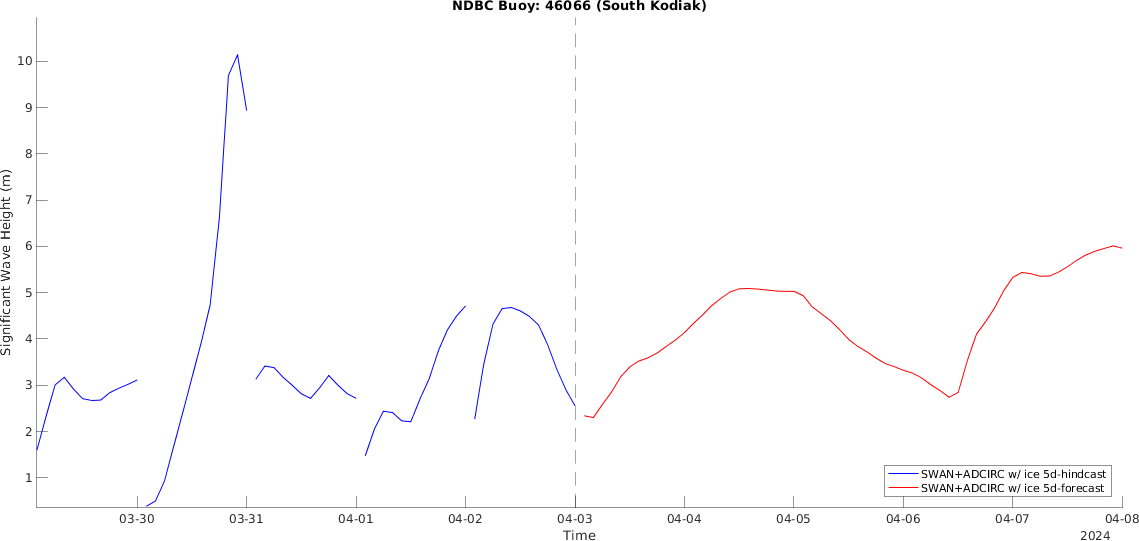 NDBC Buoy: 46066 (South Kodiak)
Significant Wave Height (m)
10
9
8
7
6
5
4
3
2
1
SWAN+ADCIRC w/ ice 5d-hindcast
SWAN+ADCIRC w/ ice 5d-forecast
03-30 03-31 04-01 04-02 04-03 04-04 04-05 04-06 04-07 04-08
Time
2024